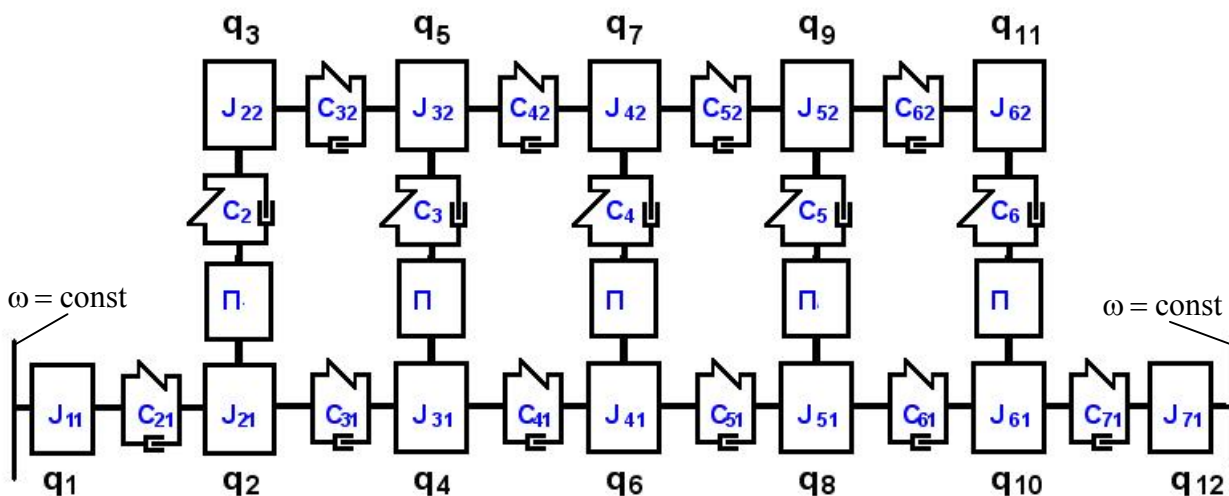 q3 q5 q7 q9 q11
J22 C32 J32 C42 J42 C52 J52 C62 J62
C2 C3 C4 C5 C6
П П П П П
ω = const ω = const
J11 C21 J21 C31 J31 C41 J41 C51 J51 C61 J61 C71 J71
q1 q2 q4 q6 q8 q10 q12